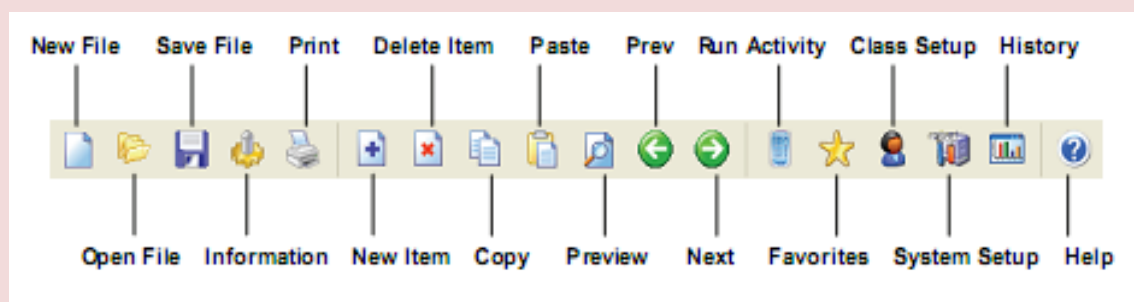 New File Save File Print Delete Item Paste Prev Run Activity Class Setup History
Open File Information New Item Copy Preview Next Favorites System Setup Help